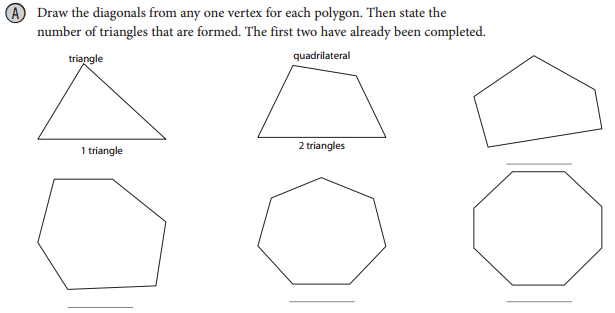 A Draw the diagonals from any one vertex for each polygon. Then state the
number of triangles that are formed. The first two have already been completed.
triangle
quadrilateral
1 triangle
2 triangles